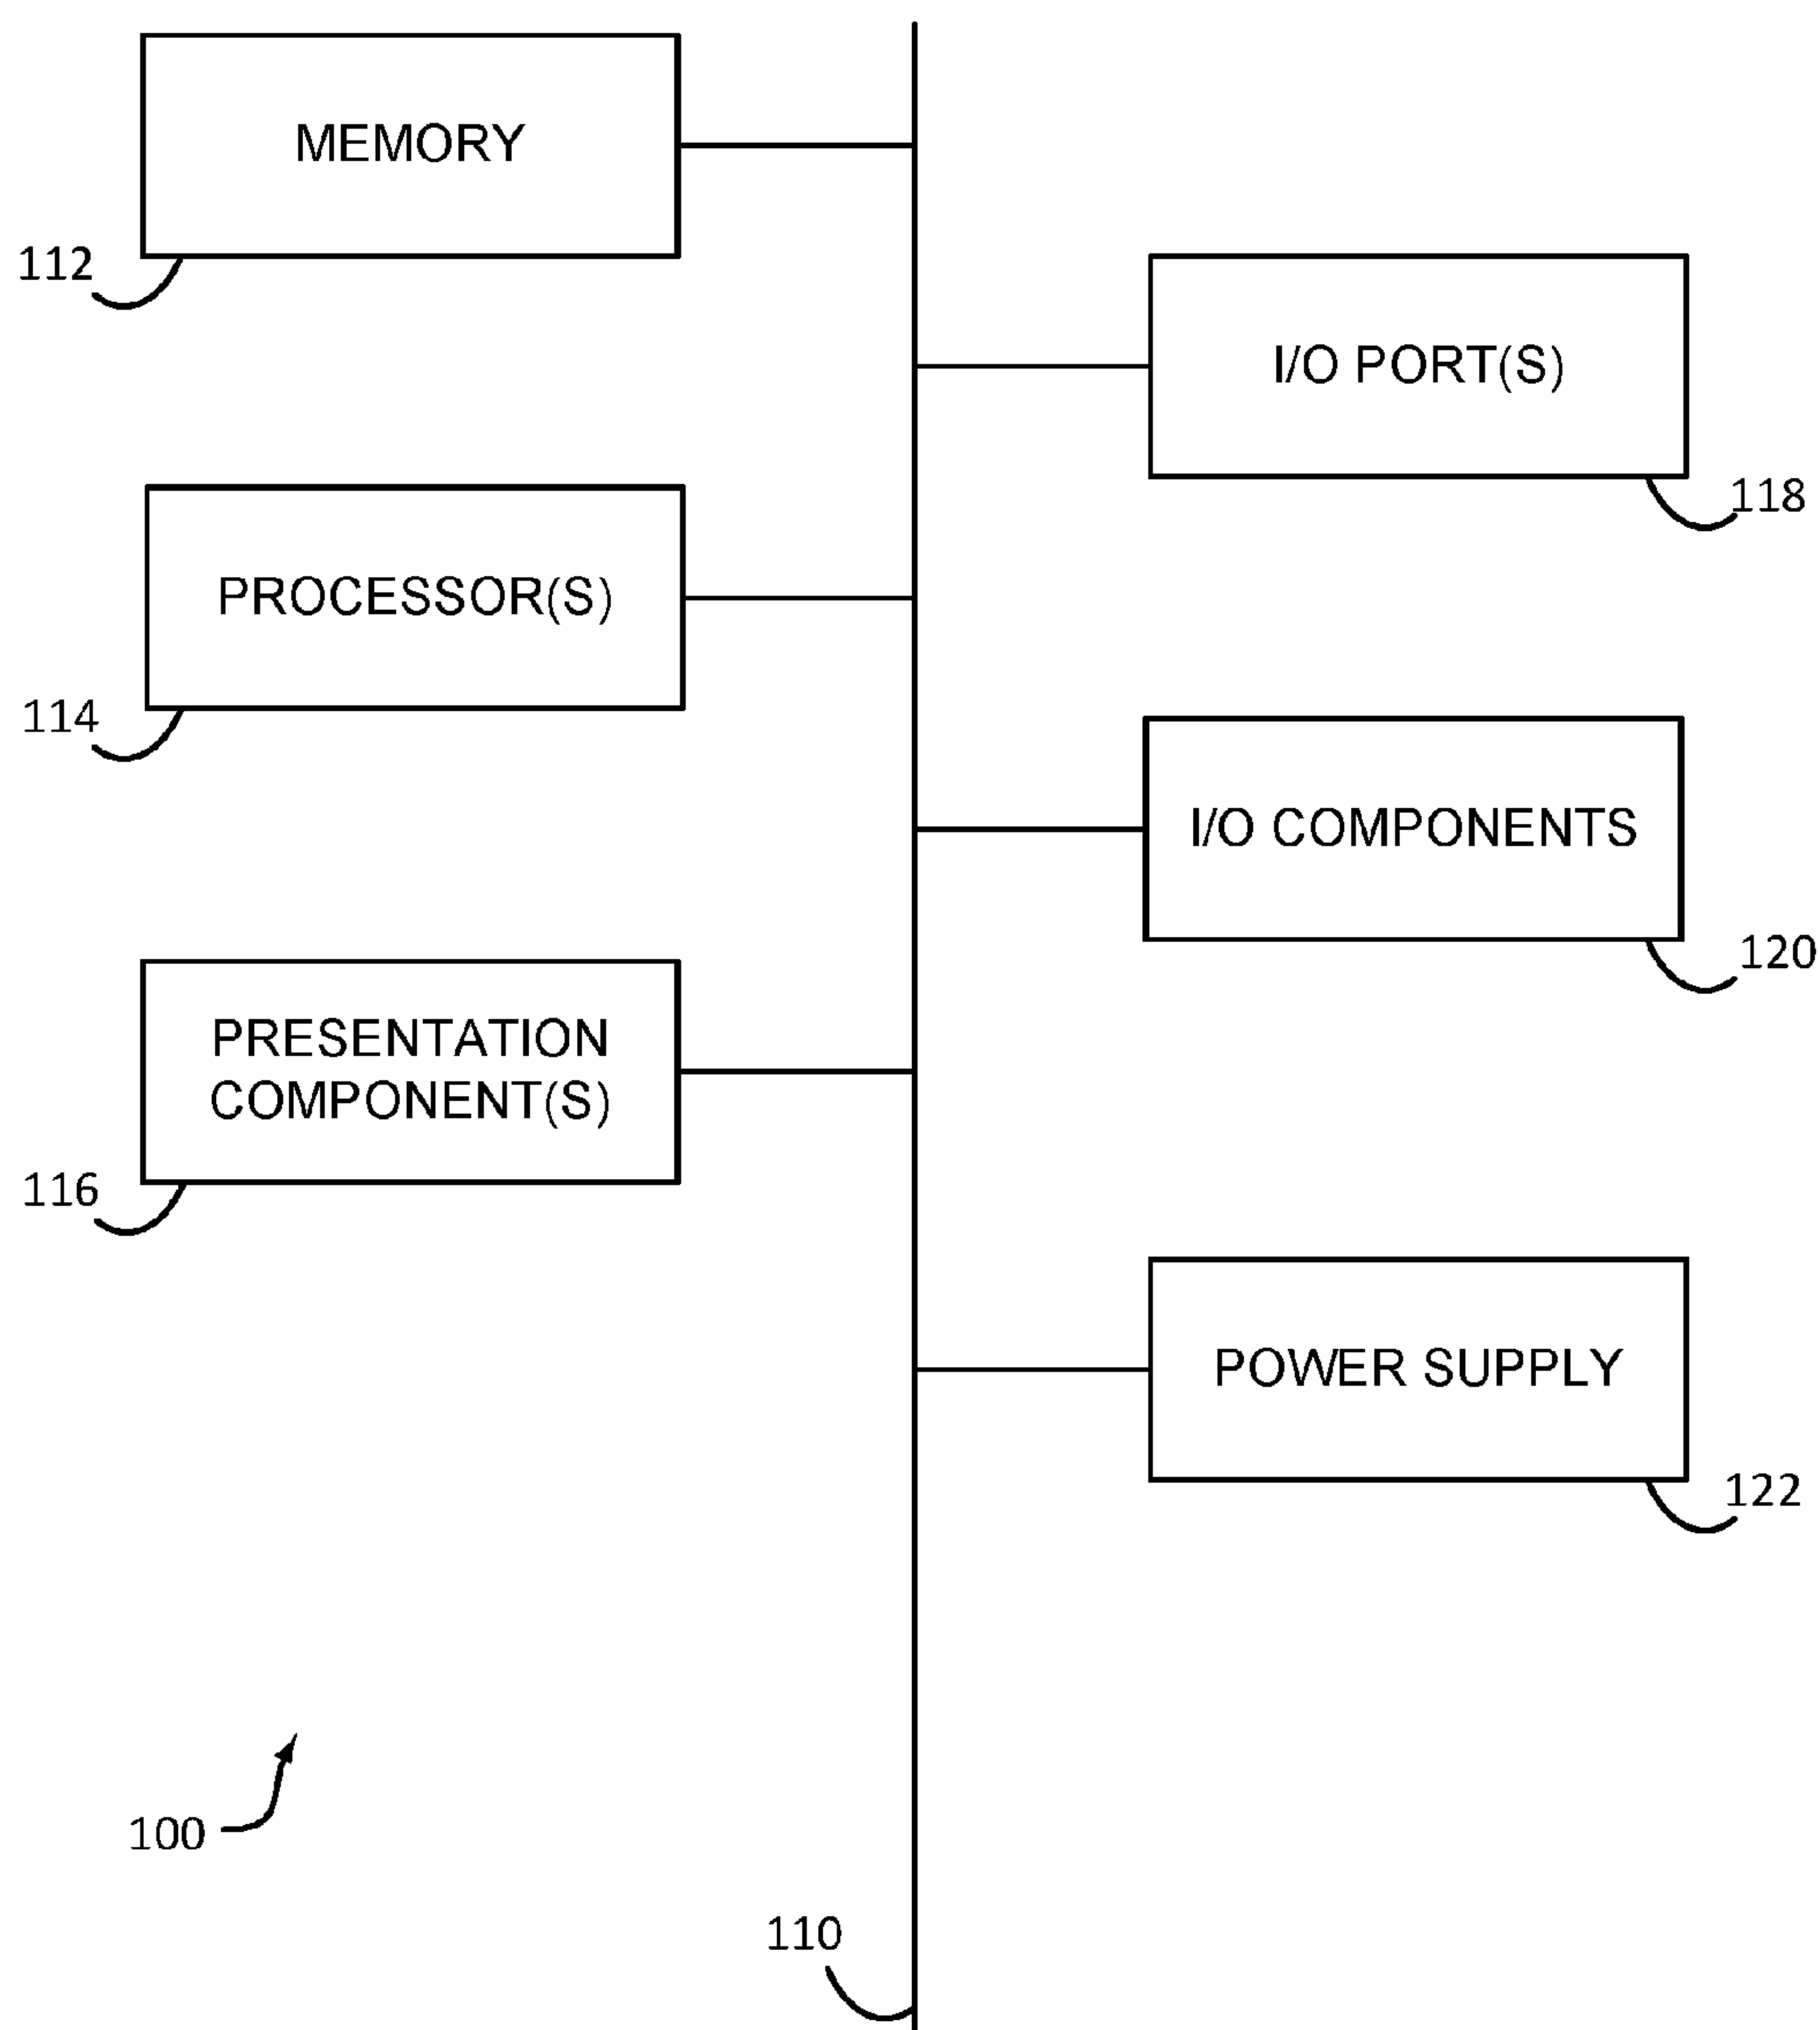 MEMORY
112
I/O PORT(S)
118
PROCESSOR(S)
114
I/O COMPONENTS
120
PRESENTATION
COMPONENT(S)
116
POWER SUPPLY
122
100
110